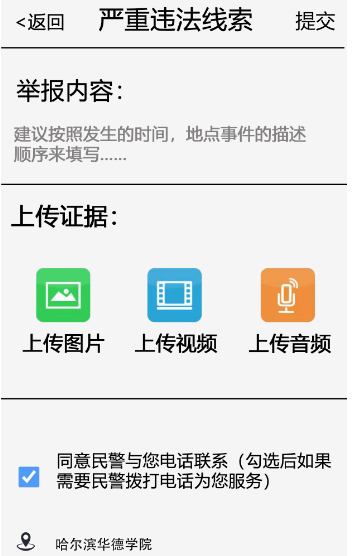 <返回 严重违法线索 提交
举报内容：
建议按照发生的时间，地点事件的描述
顺序来填写......
上传证据：
上传图片 上传视频 上传音频
同意民警与您电话联系（勾选后如果
需要民警拨打电话为您服务）
哈尔滨华德学院